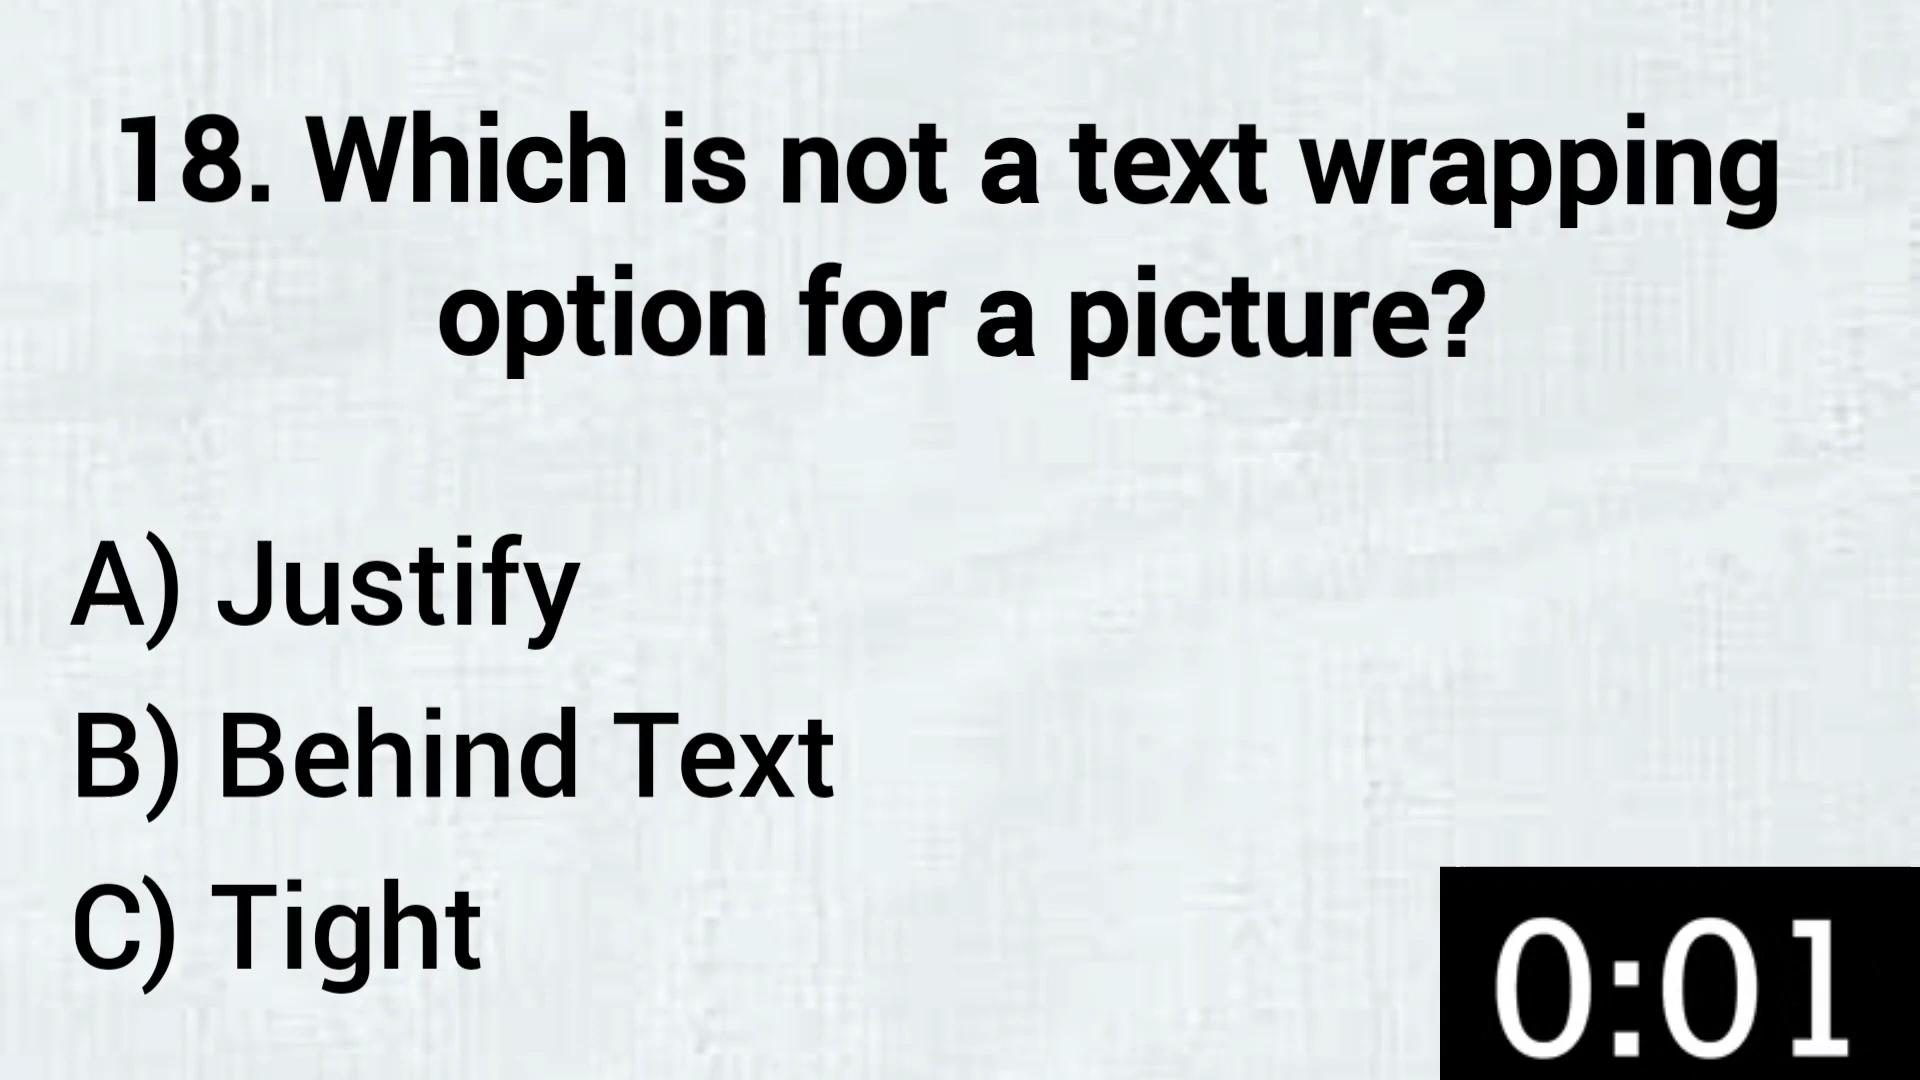 18. Which is not a text wrapping
option for a picture?
A) Justify
B) Behind Text
C) Tight
0:01